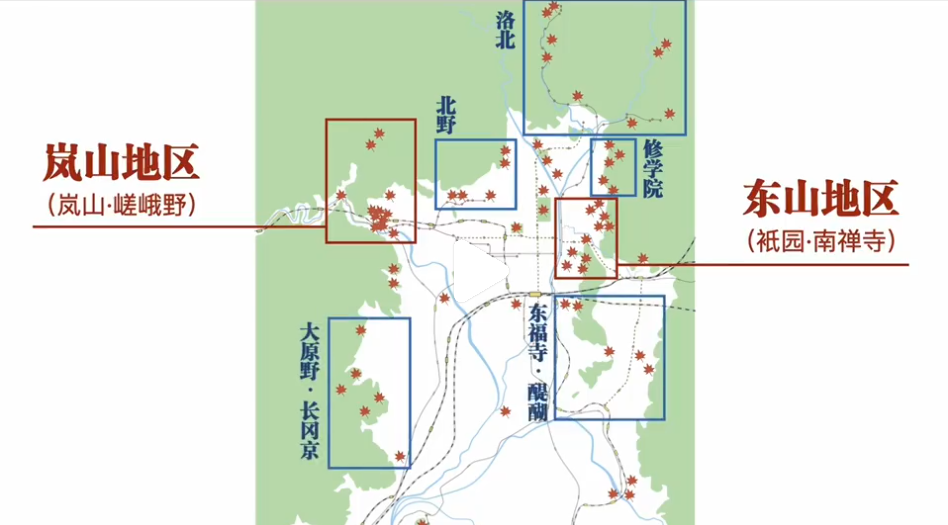 洛北
北野
岚山地区
(岚山·嵯峨野)
修学院
东山地区
(祇园·南禅寺)
大原野·长冈京
东福寺·醍醐